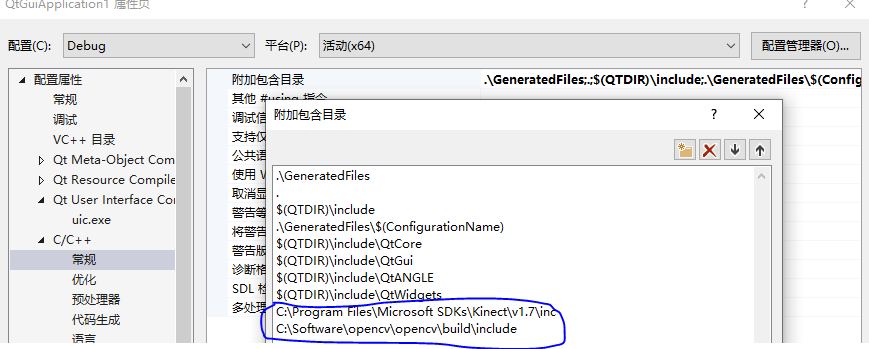 QtGuiApplication1 属性页
配置(C): Debug 平台(P): 活动(x64) 配置管理器(O)...
配置属性
常规
调试
VC++ 目录
Qt Meta-Object Com
Qt Resource Compile
Qt User Interface Cor
uic.exe
C/C++
常规
优化
预处理器
代码生成
语言
附加包含目录 .\GeneratedFiles;.;$(QTDIR)\include;.\GeneratedFiles\$(Config
其他 #using 指令
调试信
支持仅
公共语
使用 W
取消显
警告等
将警告
警告版
诊断格
SDL 检
多处理
附加包含目录
.\GeneratedFiles
.
$(QTDIR)\include
.\GeneratedFiles\$(ConfigurationName)
$(QTDIR)\include\QtCore
$(QTDIR)\include\QtGui
$(QTDIR)\include\QtANGLE
$(QTDIR)\include\QtWidgets
C:\Program Files\Microsoft SDKs\Kinect\v1.7\inc
C:\Software\opencv\opencv\build\include